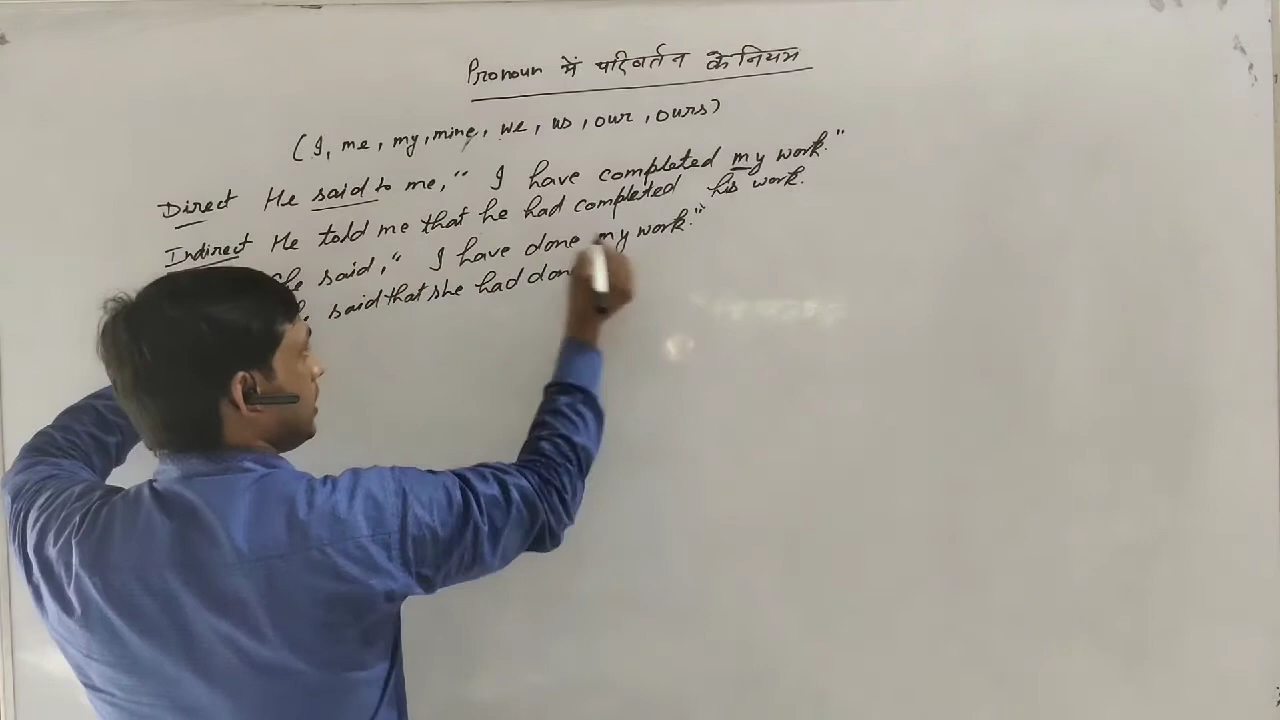 Pronoun में परिवर्तन के नियम
(I, me, my, mine, we, us, our, ours)
Direct He said to me, " I have completed my work."
Indirect He told me that he had completed his work.
said, " I have done my work."
said that she had